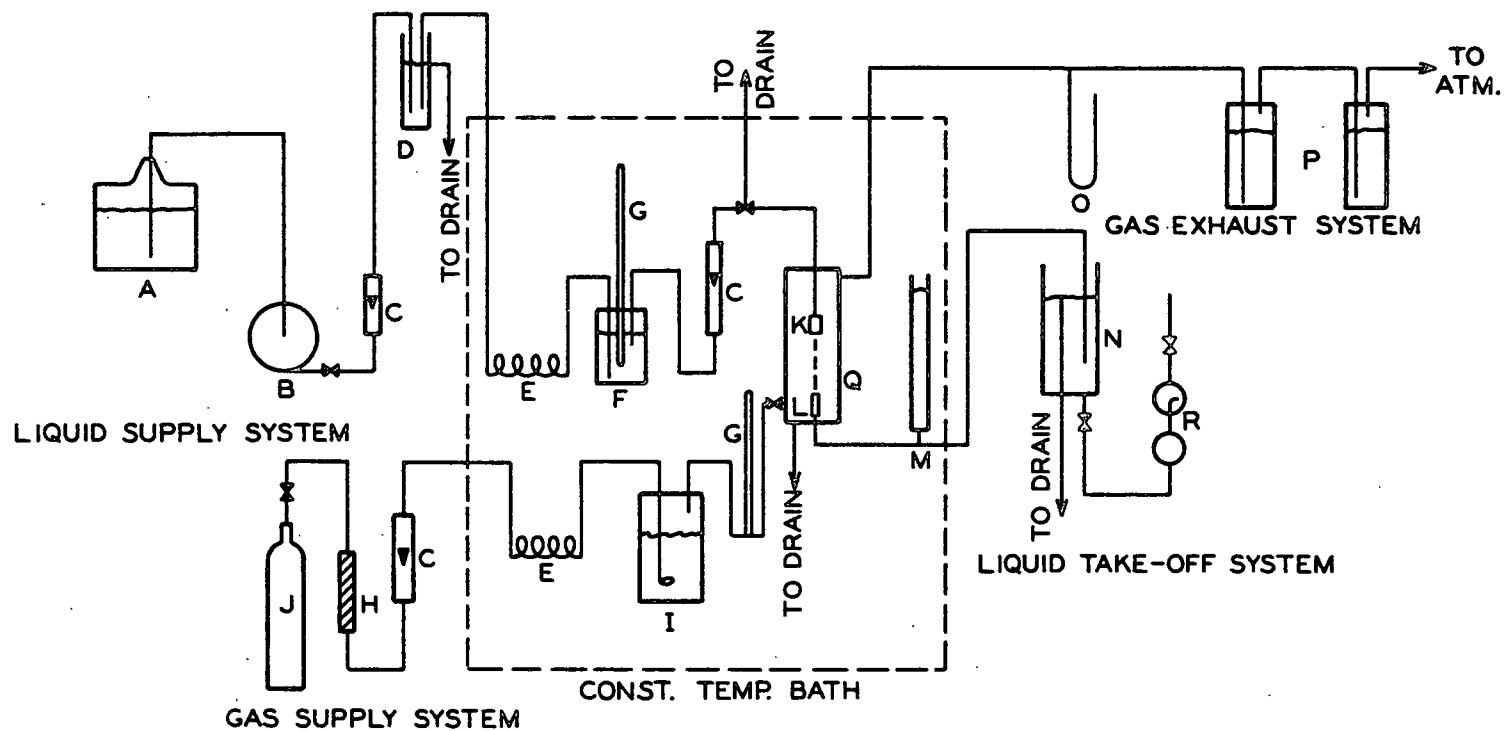 TO
DRAIN
TO
ATM.
D
TO DRAIN
P
G
O
GAS EXHAUST SYSTEM
A
C
C
K
Q
N
B
E
F
L
R
LIQUID SUPPLY SYSTEM
G
M
TO DRAIN
TO DRAIN
LIQUID TAKE-OFF SYSTEM
C
E
J
H
I
CONST. TEMP. BATH
GAS SUPPLY SYSTEM